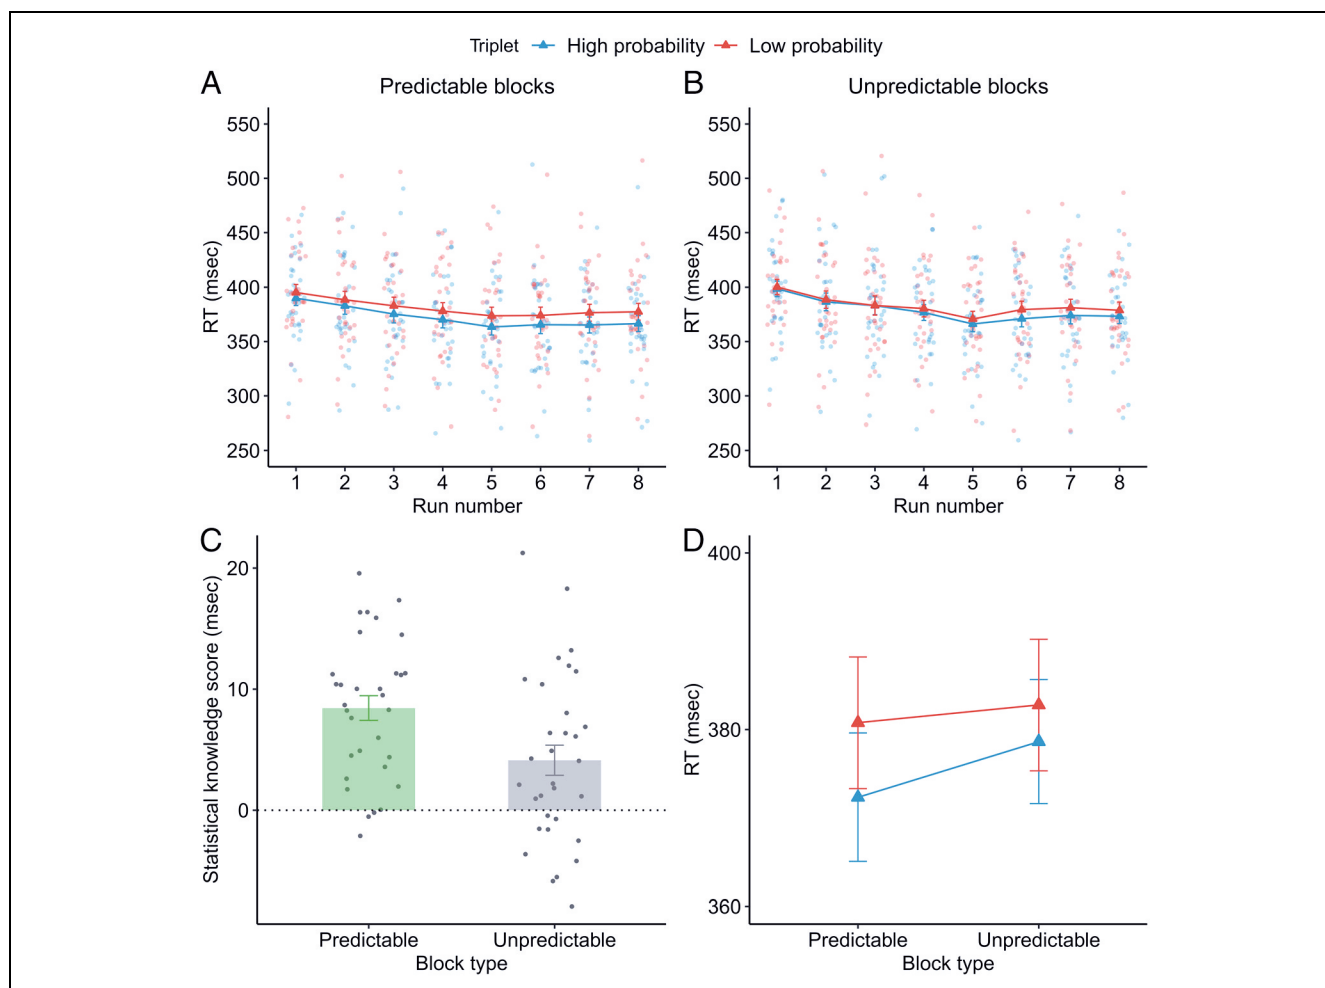 Triplet High probability Low probability
A Predictable blocks
B Unpredictable blocks
550
500
450
400
350
300
250
RT (msec)
1 2 3 4 5 6 7 8
Run number
550
500
450
400
350
300
250
RT (msec)
1 2 3 4 5 6 7 8
Run number
C
20
10
0
Statistical knowledge score (msec)
Predictable Unpredictable
Block type
D
400
380
360
RT (msec)
Predictable Unpredictable
Block type